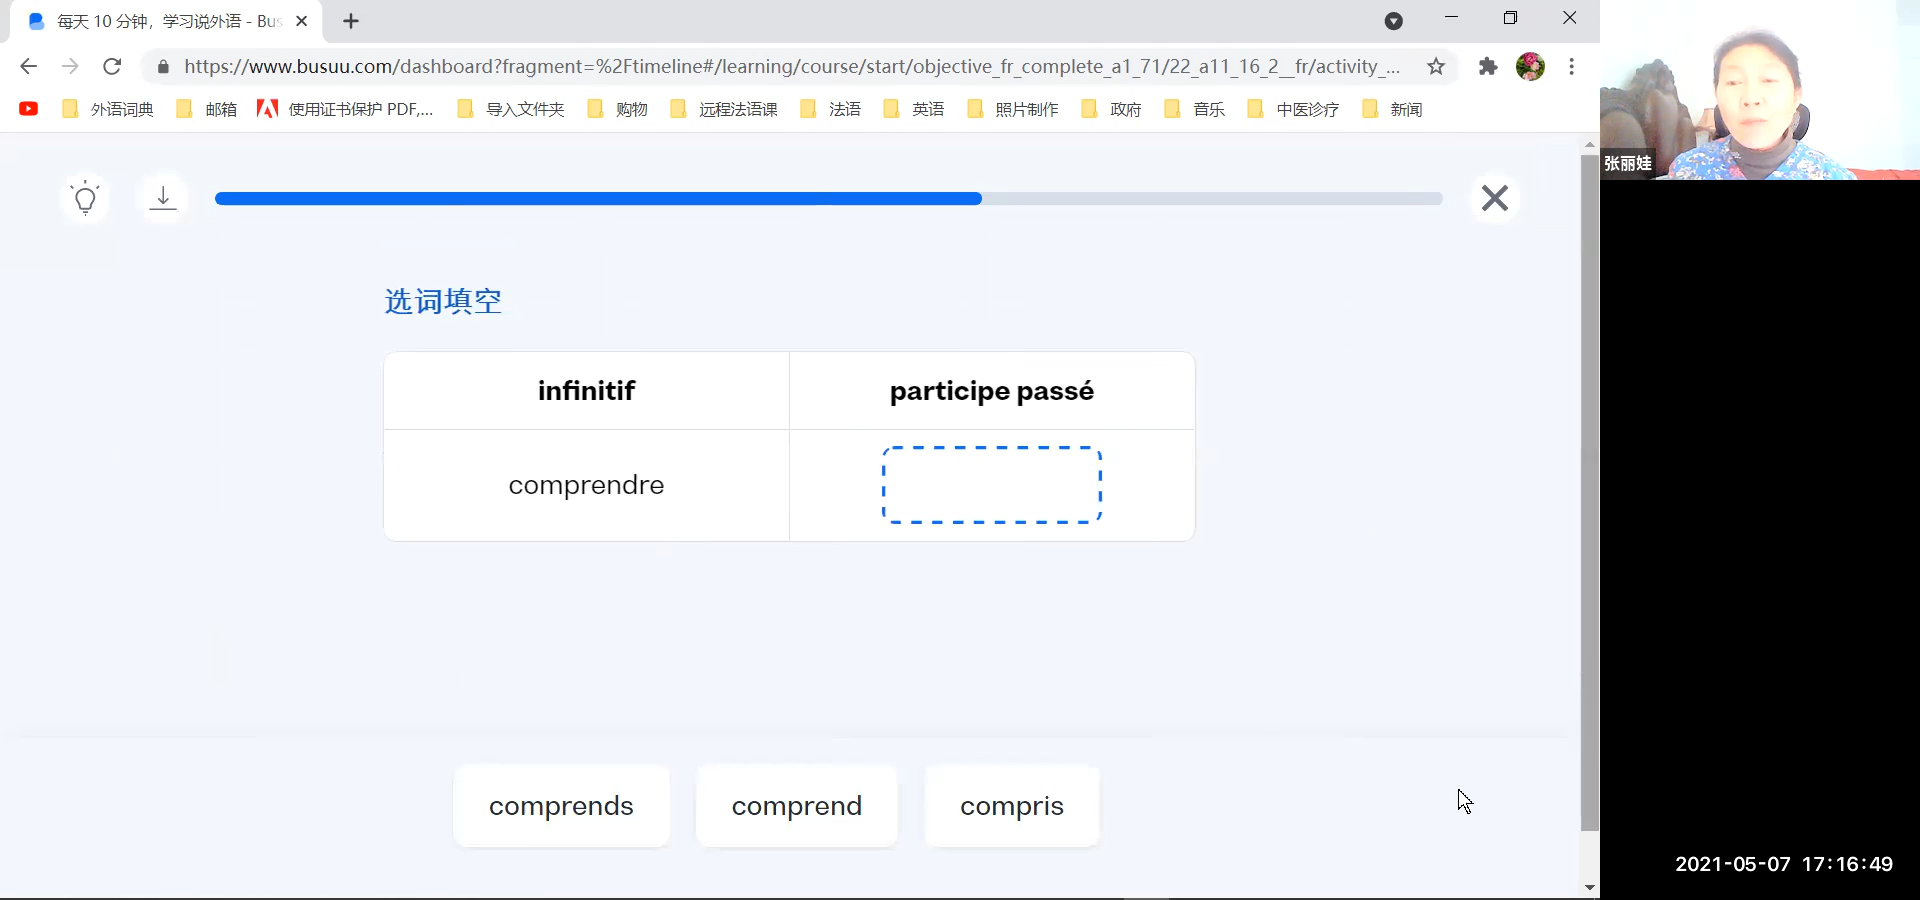 每天 10 分钟，学习说外语 - Bus
https://www.busuu.com/dashboard?fragment=%2Ftimeline#/learning/course/start/objective_fr_complete_a1_71/22_a11_16_2__fr/activity_...
外语词典 邮箱 使用证书保护 PDF,... 导入文件夹 购物 远程法语课 法语 英语 照片制作 政府 音乐 中医诊疗 新闻
张丽娃
选词填空
infinitif participe passé
comprendre
comprends comprend compris
2021-05-07 17:16:49